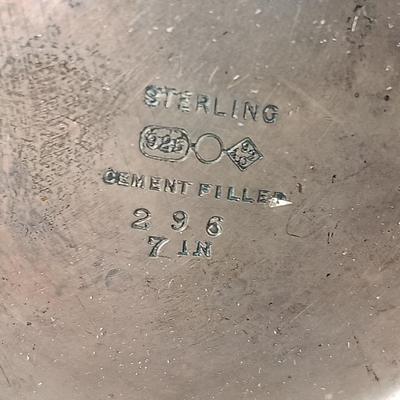 STERLING
925
CEMENT FILLED
296
7 IN